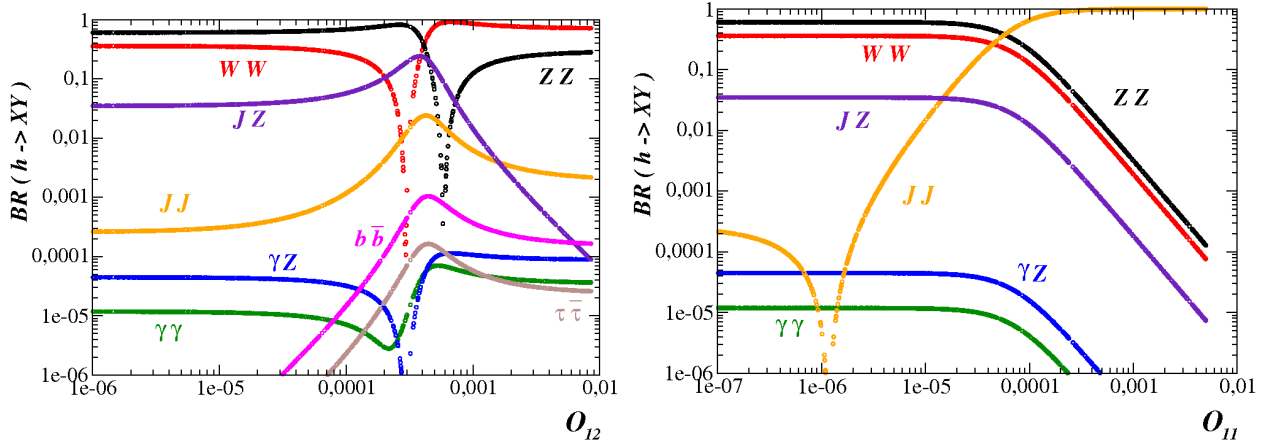 BR ( h -> XY)
1
0,1
0,01
0,001
0,0001
1e-05
1e-06
W W
Z Z
J Z
J J
b b̅
γ Z
γ γ
τ̅ τ̅
1e-06
1e-05
0,0001
0,001
0,01
O₁₂
BR ( h -> XY)
1
0,1
0,01
0,001
0,0001
1e-05
1e-06
W W
Z Z
J Z
J J
γ Z
γ γ
1e-07
1e-06
1e-05
0,0001
0,001
0,01
O₁₁